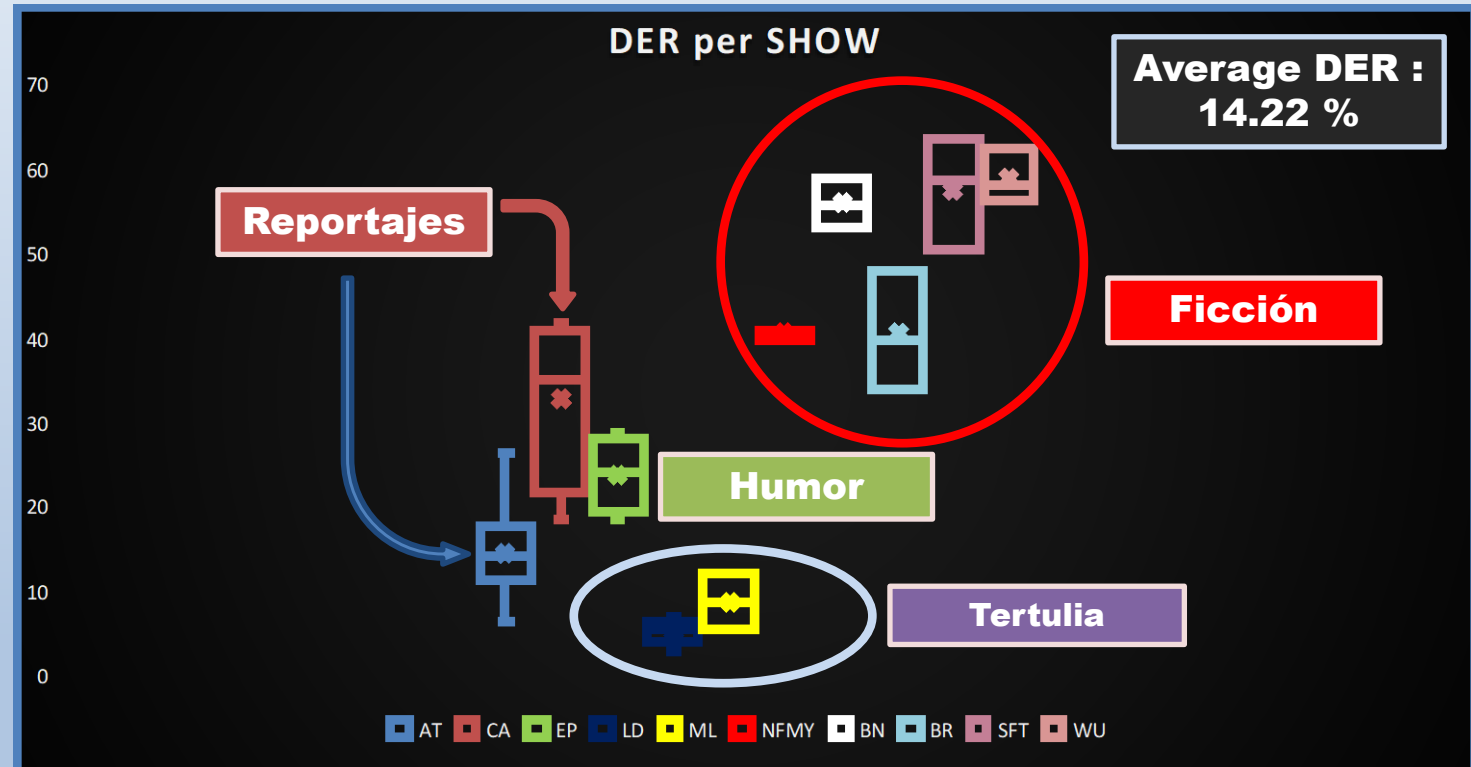 DER per SHOW
Average DER :
14.22 %
70
60
50
40
30
20
10
0
Reportajes
Ficción
Humor
Tertulia
AT CA EP LD ML NFMY BN BR SFT WU